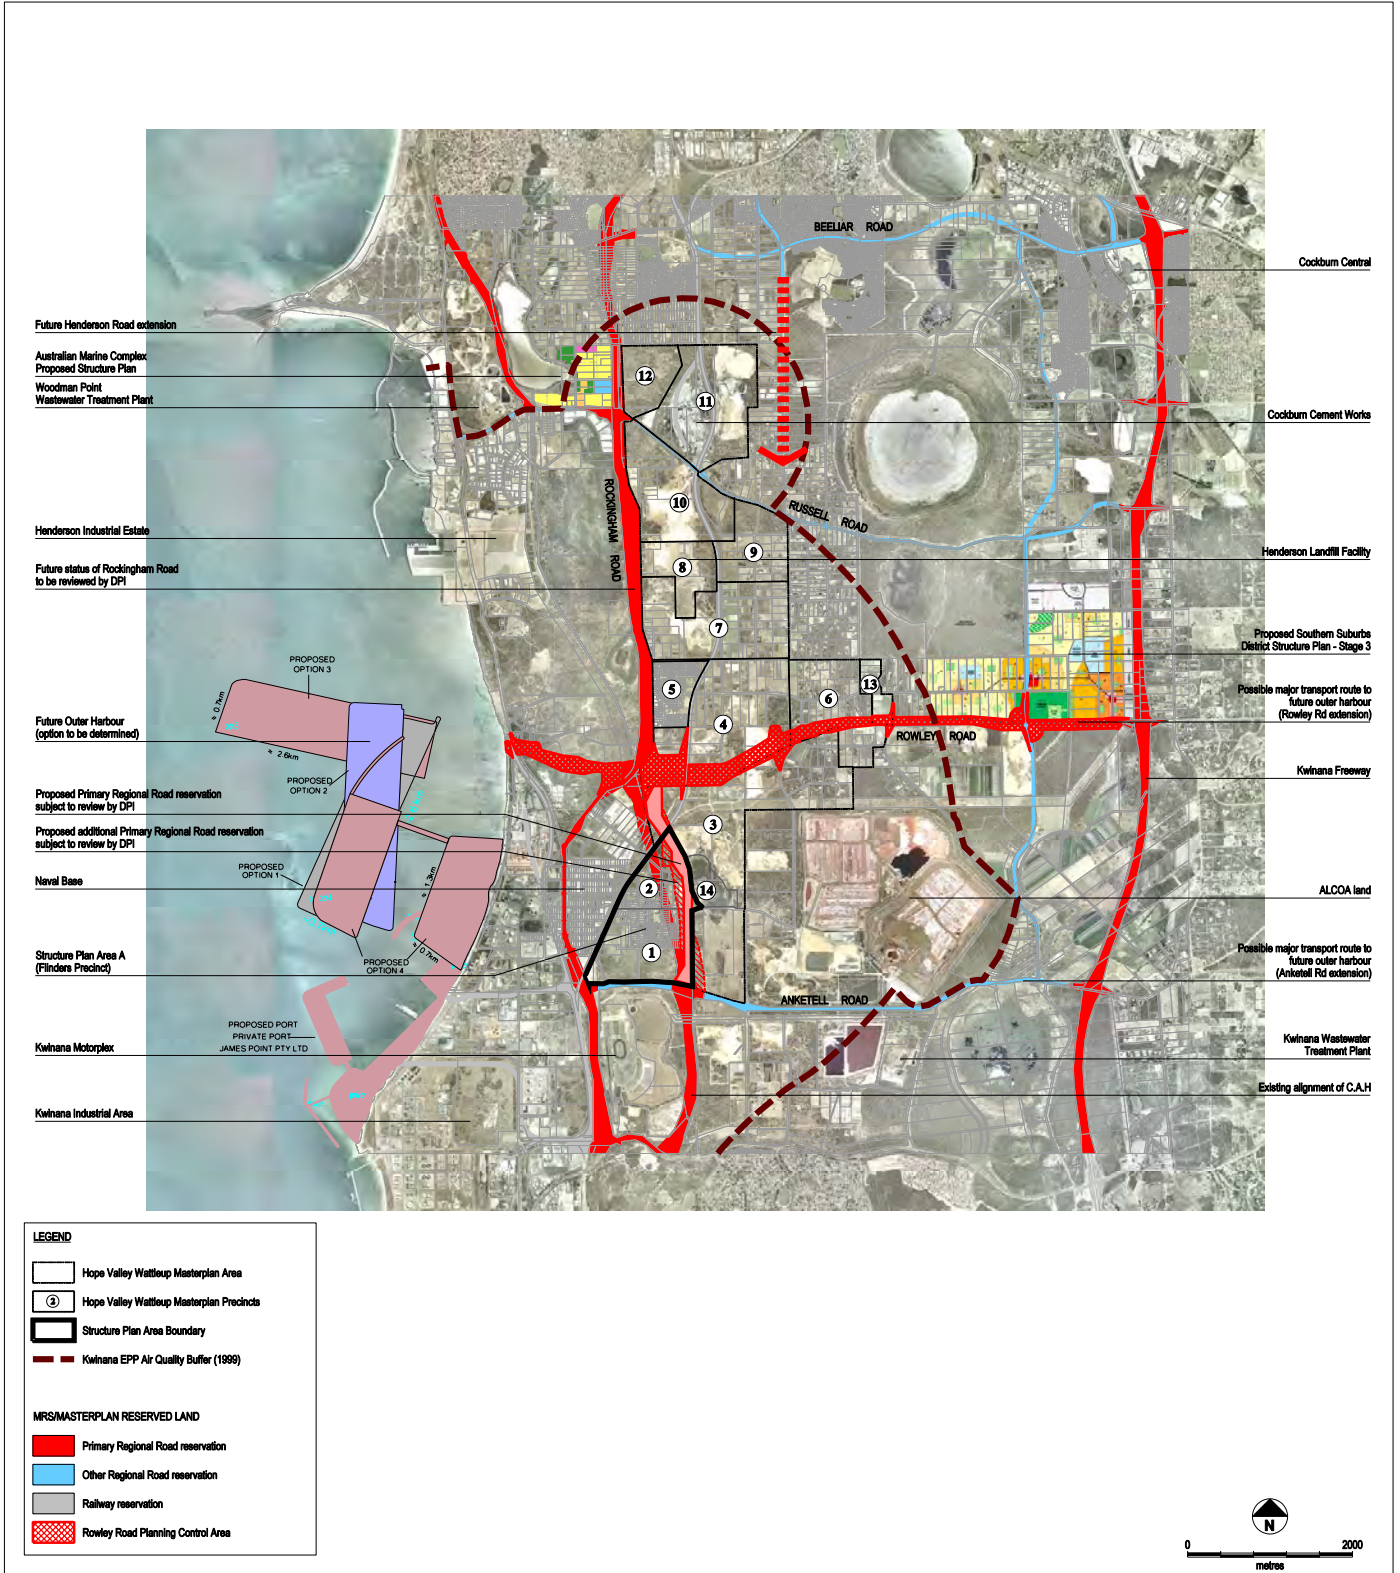 BEELIAR ROAD
Cockburn Central
Future Henderson Road extension
Australian Marine Complex
Proposed Structure Plan
Woodman Point
Wastewater Treatment Plant
12
11
Cockburn Cement Works
ROCKINGHAM ROAD
10
RUSSELL ROAD
Henderson Industrial Estate
9
Henderson Landfill Facility
8
Future status of Rockingham Road
to be reviewed by DPI
7
Proposed Southern Suburbs
District Structure Plan - Stage 3
PROPOSED
OPTION 3
≈ 0.7km
5
13
6
Possible major transport route to
future outer harbour
(Rowley Rd extension)
4
Future Outer Harbour
(option to be determined)
≈ 2.6km
ROWLEY ROAD
PROPOSED
OPTION 2
Kwinana Freeway
Proposed Primary Regional Road reservation
subject to review by DPI
3
Proposed additional Primary Regional Road reservation
subject to review by DPI
PROPOSED
OPTION 1
≈ 1.3km
Naval Base
2
14
ALCOA land
Structure Plan Area A
(Flinders Precinct)
≈ 0.7km
PROPOSED
OPTION 4
1
Possible major transport route to
future outer harbour
(Anketell Rd extension)
ANKETELL ROAD
PROPOSED PORT
PRIVATE PORT
JAMES POINT PTY LTD
Kwinana Motorplex
Kwinana Wastewater
Treatment Plant
Existing alignment of C.A.H
Kwinana Industrial Area
LEGEND
Hope Valley Wattleup Masterplan Area
2
Hope Valley Wattleup Masterplan Precincts
Structure Plan Area Boundary
Kwinana EPP Air Quality Buffer (1999)
MRS/MASTERPLAN RESERVED LAND
Primary Regional Road reservation
Other Regional Road reservation
Railway reservation
Rowley Road Planning Control Area
N
0 2000
metres